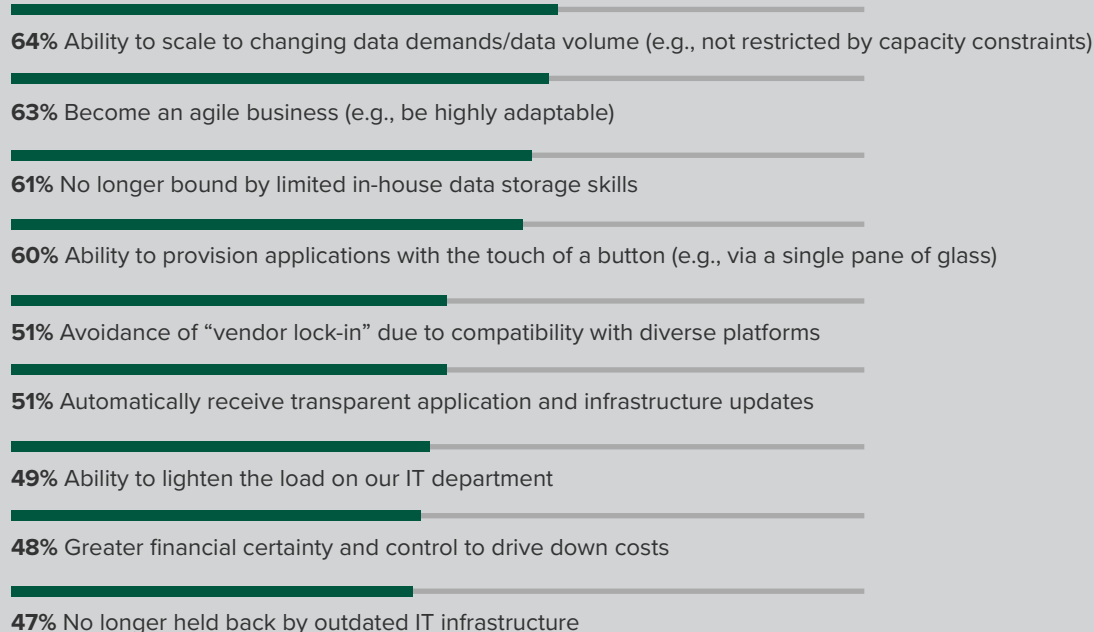 64% Ability to scale to changing data demands/data volume (e.g., not restricted by capacity constraints)
63% Become an agile business (e.g., be highly adaptable)
61% No longer bound by limited in-house data storage skills
60% Ability to provision applications with the touch of a button (e.g., via a single pane of glass)
51% Avoidance of “vendor lock-in” due to compatibility with diverse platforms
51% Automatically receive transparent application and infrastructure updates
49% Ability to lighten the load on our IT department
48% Greater financial certainty and control to drive down costs
47% No longer held back by outdated IT infrastructure